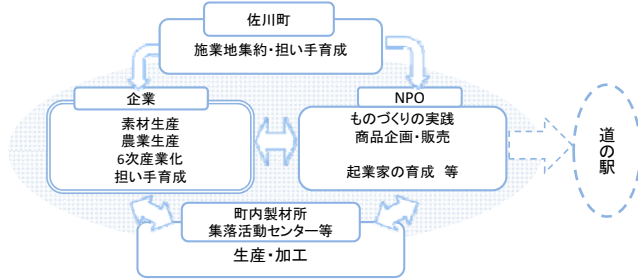 佐川町
施業地集約・担い手育成
企業
素材生産
農業生産
6次産業化
担い手育成
NPO
ものづくりの実践
商品企画・販売
起業家の育成 等
道の駅
町内製材所
集落活動センター等
生産・加工